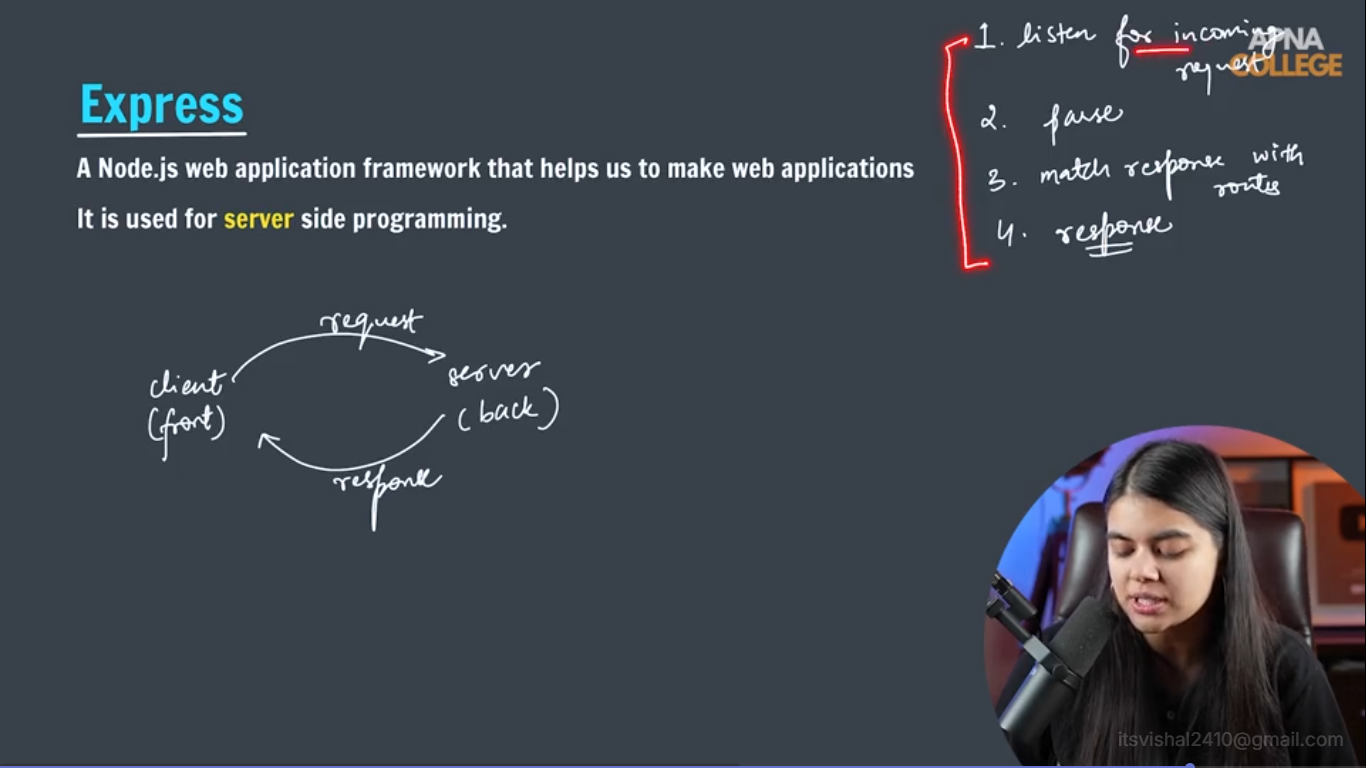 1. listen for incoming
request
APNA
COLLEGE
Express
2. parse
A Node.js web application framework that helps us to make web applications
3. match response with
routes
It is used for server side programming.
4. response
request
client
(front)
server
(back)
response
itsvishal2410@gmail.com